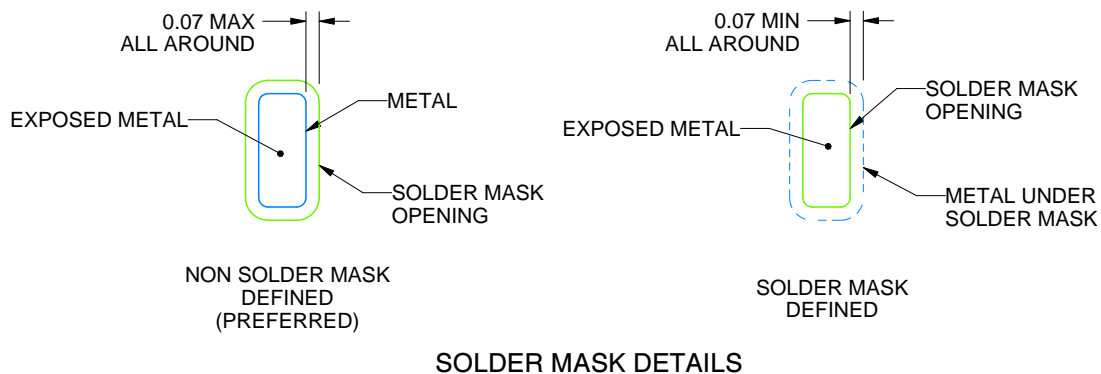 0.07 MAX
ALL AROUND
EXPOSED METAL
METAL
SOLDER MASK
OPENING
NON SOLDER MASK
DEFINED
(PREFERRED)
0.07 MIN
ALL AROUND
EXPOSED METAL
SOLDER MASK
OPENING
METAL UNDER
SOLDER MASK
SOLDER MASK
DEFINED
SOLDER MASK DETAILS